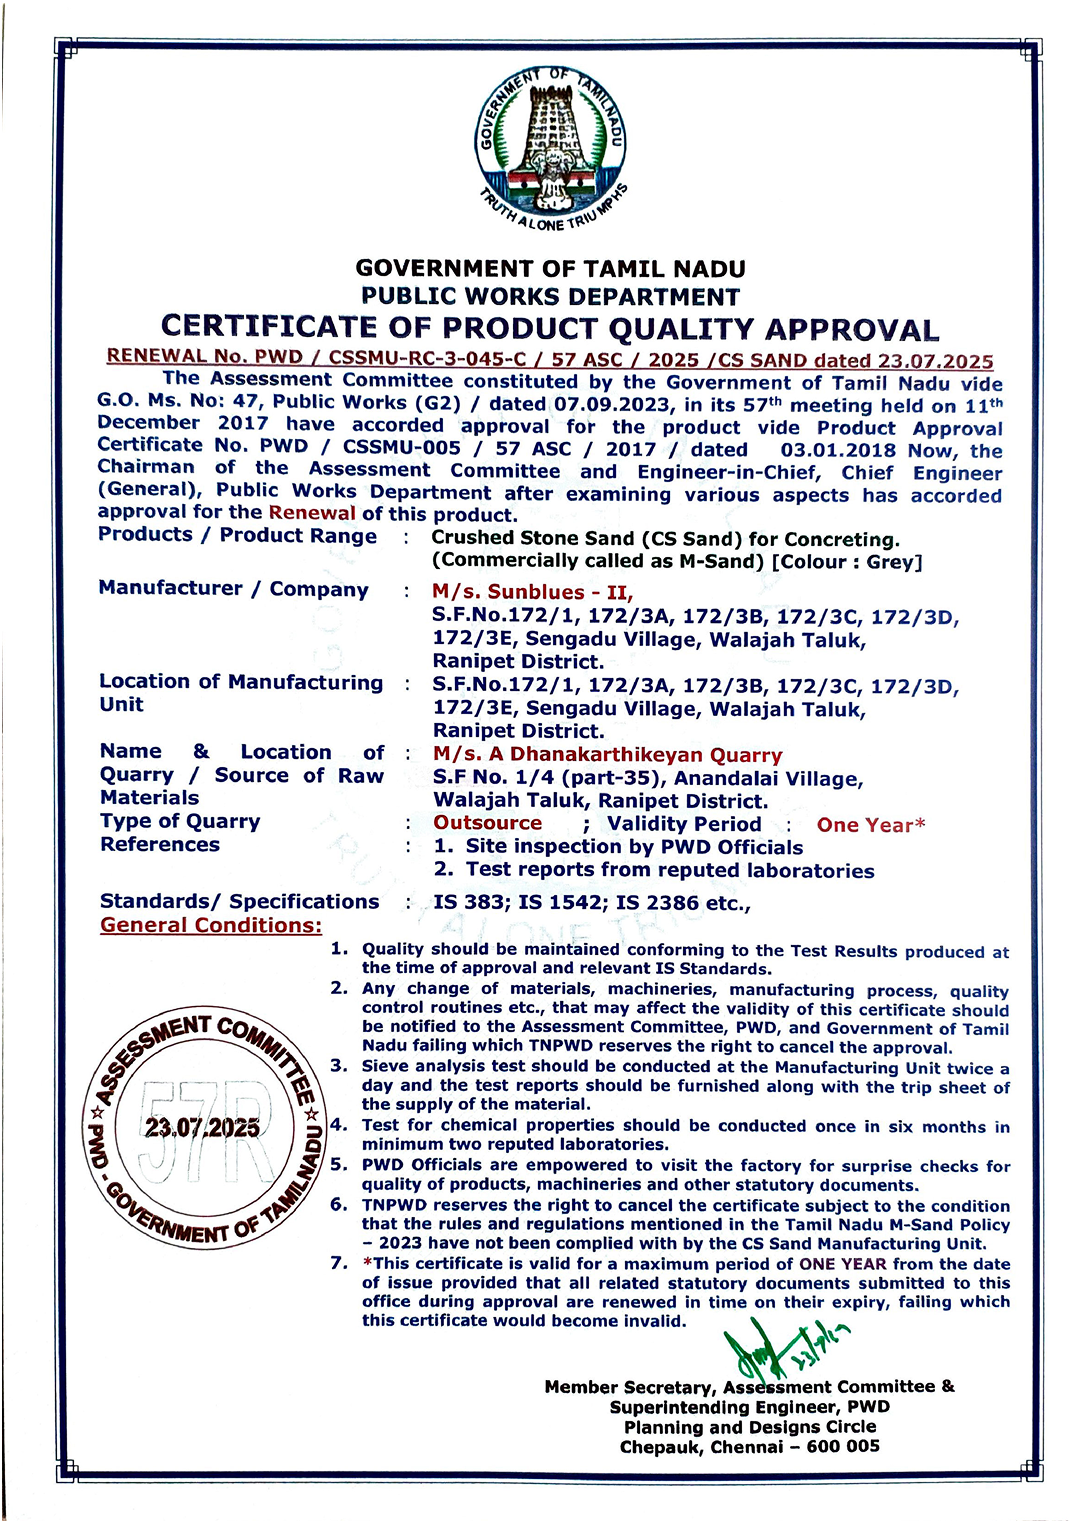 GOVERNMENT OF TAMILNADU
TRUTH ALONE TRIUMPHS
GOVERNMENT OF TAMIL NADU
PUBLIC WORKS DEPARTMENT
CERTIFICATE OF PRODUCT QUALITY APPROVAL
RENEWAL No. PWD / CSSMU-RC-3-045-C / 57 ASC / 2025 /CS SAND dated 23.07.2025
The Assessment Committee constituted by the Government of Tamil Nadu vide
G.O. Ms. No: 47, Public Works (G2) / dated 07.09.2023, in its 57th meeting held on 11th
December 2017 have accorded approval for the product vide Product Approval
Certificate No. PWD / CSSMU-005 / 57 ASC / 2017 / dated 03.01.2018 Now, the
Chairman of the Assessment Committee and Engineer-in-Chief, Chief Engineer
(General), Public Works Department after examining various aspects has accorded
approval for the Renewal of this product.
Products / Product Range : Crushed Stone Sand (CS Sand) for Concreting.
(Commercially called as M-Sand) [Colour : Grey]
Manufacturer / Company : M/s. Sunblues - II,
S.F.No.172/1, 172/3A, 172/3B, 172/3C, 172/3D,
172/3E, Sengadu Village, Walajah Taluk,
Ranipet District.
Location of Manufacturing : S.F.No.172/1, 172/3A, 172/3B, 172/3C, 172/3D,
Unit 172/3E, Sengadu Village, Walajah Taluk,
Ranipet District.
Name & Location of : M/s. A Dhanakarthikeyan Quarry
Quarry / Source of Raw S.F No. 1/4 (part-35), Anandalai Village,
Materials Walajah Taluk, Ranipet District.
Type of Quarry : Outsource ; Validity Period : One Year*
References : 1. Site inspection by PWD Officials
2. Test reports from reputed laboratories
Standards/ Specifications : IS 383; IS 1542; IS 2386 etc.,
General Conditions:
1. Quality should be maintained conforming to the Test Results produced at
the time of approval and relevant IS Standards.
2. Any change of materials, machineries, manufacturing process, quality
control routines etc., that may affect the validity of this certificate should
be notified to the Assessment Committee, PWD, and Government of Tamil
Nadu failing which TNPWD reserves the right to cancel the approval.
3. Sieve analysis test should be conducted at the Manufacturing Unit twice a
day and the test reports should be furnished along with the trip sheet of
the supply of the material.
4. Test for chemical properties should be conducted once in six months in
minimum two reputed laboratories.
5. PWD Officials are empowered to visit the factory for surprise checks for
quality of products, machineries and other statutory documents.
6. TNPWD reserves the right to cancel the certificate subject to the condition
that the rules and regulations mentioned in the Tamil Nadu M-Sand Policy
– 2023 have not been complied with by the CS Sand Manufacturing Unit.
7. *This certificate is valid for a maximum period of ONE YEAR from the date
of issue provided that all related statutory documents submitted to this
office during approval are renewed in time on their expiry, failing which
this certificate would become invalid.
ASSESSMENT COMMITTEE
57R
23.07.2025
PWD - GOVERNMENT OF TAMILNADU
Member Secretary, Assessment Committee &
Superintending Engineer, PWD
Planning and Designs Circle
Chepauk, Chennai – 600 005